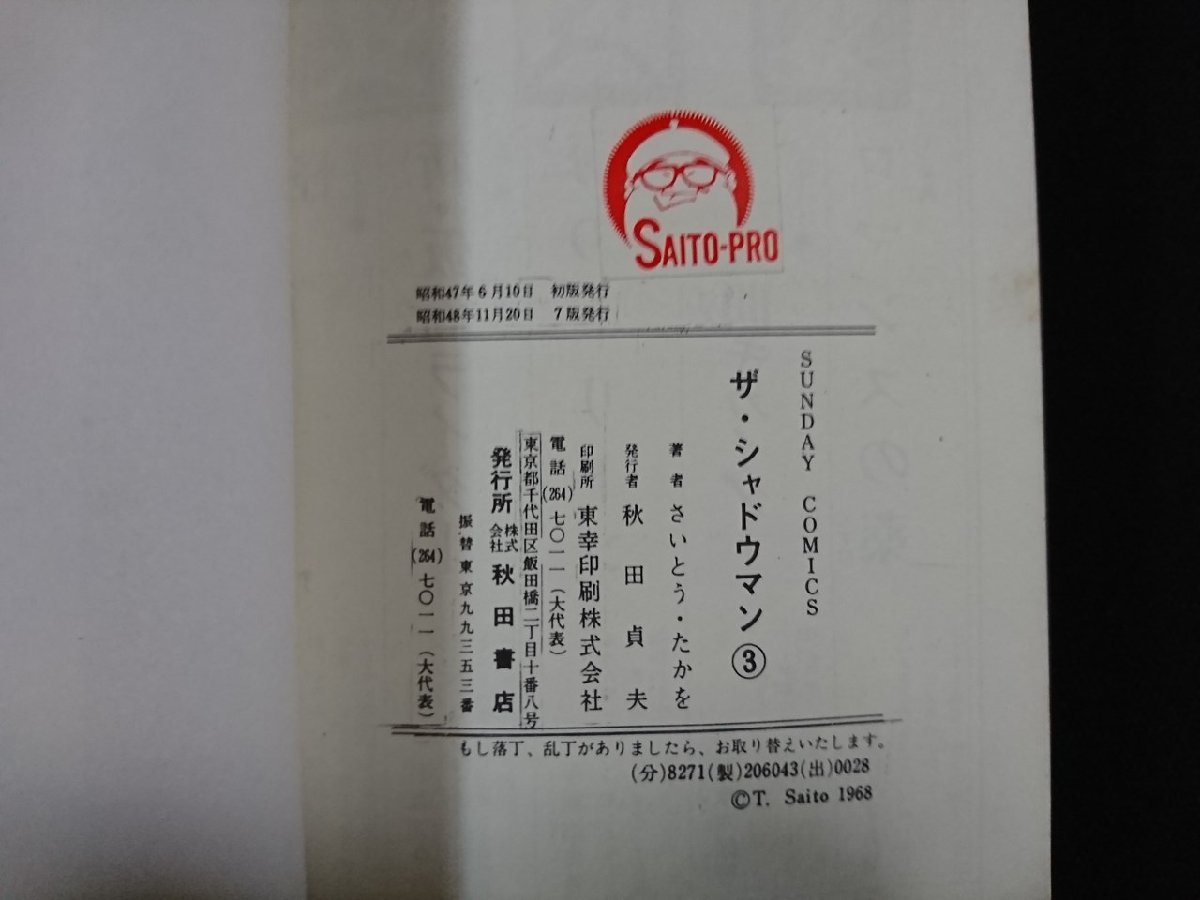 SAITO-PRO
昭和47年6月10日 初版発行
昭和48年11月20日 7版発行
SUNDAY COMICS
ザ・シャドウマン③
著者 さいとう・たかを
発行者 秋田貞夫
印刷所 東幸印刷株式会社
電話(264)七〇一一(大代表)
東京都千代田区飯田橋二丁目十番八号
発行所 株式会社 秋田書店
振替東京九九三五三番
電話(264)七〇一一(大代表)
もし落丁、乱丁がありましたら、お取り替えいたします。
(分)8271(製)206043(出)0028
©T. Saito 1968